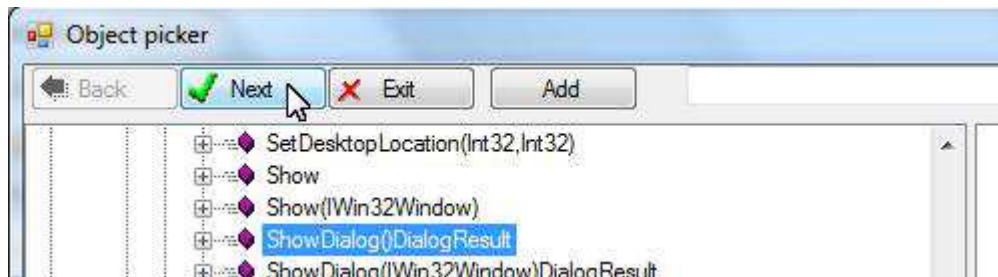 Object picker
Back Next Exit Add
SetDesktopLocation(Int32,Int32)
Show
Show(IWin32Window)
ShowDialog()DialogResult
ShowDialog(IWin32Window)DialogResult